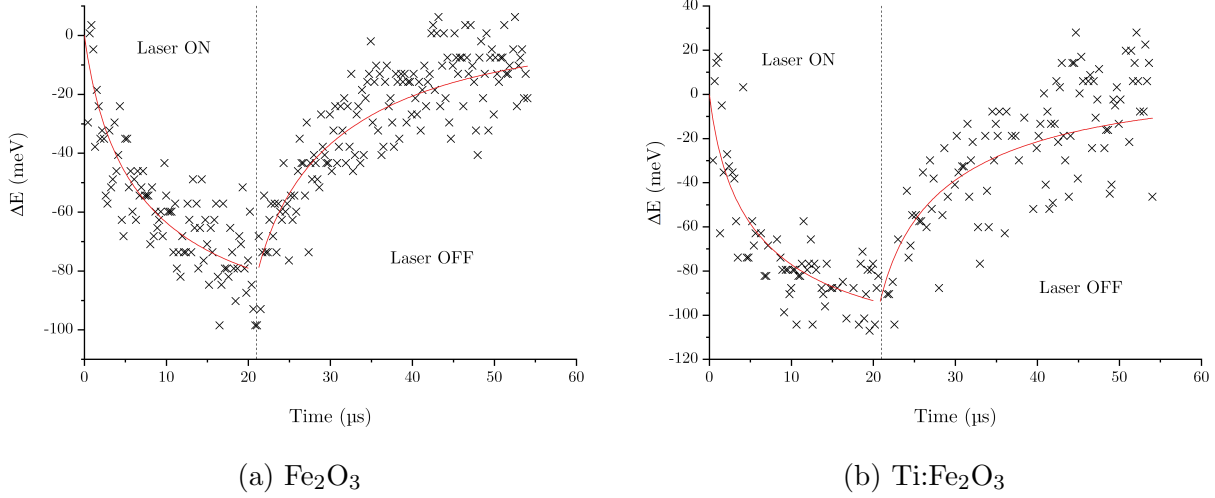 0
-20
-40
-60
-80
-100
ΔE (meV)
Laser ON
Laser OFF
0 10 20 30 40 50 60
Time (µs)
(a) Fe₂O₃
40
20
0
-20
-40
-60
-80
-100
-120
ΔE (meV)
Laser ON
Laser OFF
0 10 20 30 40 50 60
Time (µs)
(b) Ti:Fe₂O₃